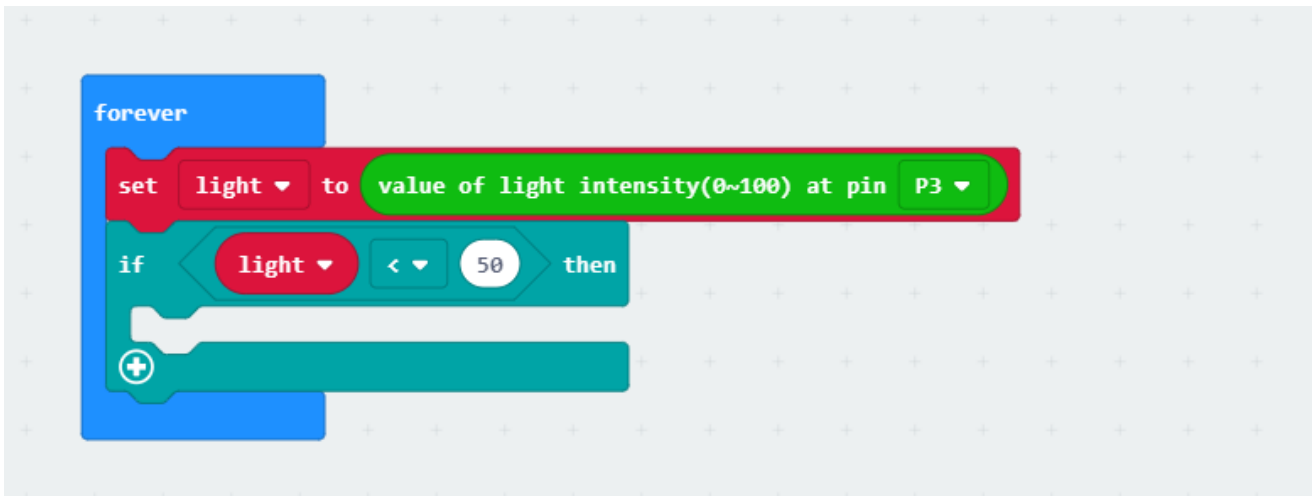 forever
set light to value of light intensity(0~100) at pin P3
if light < 50 then